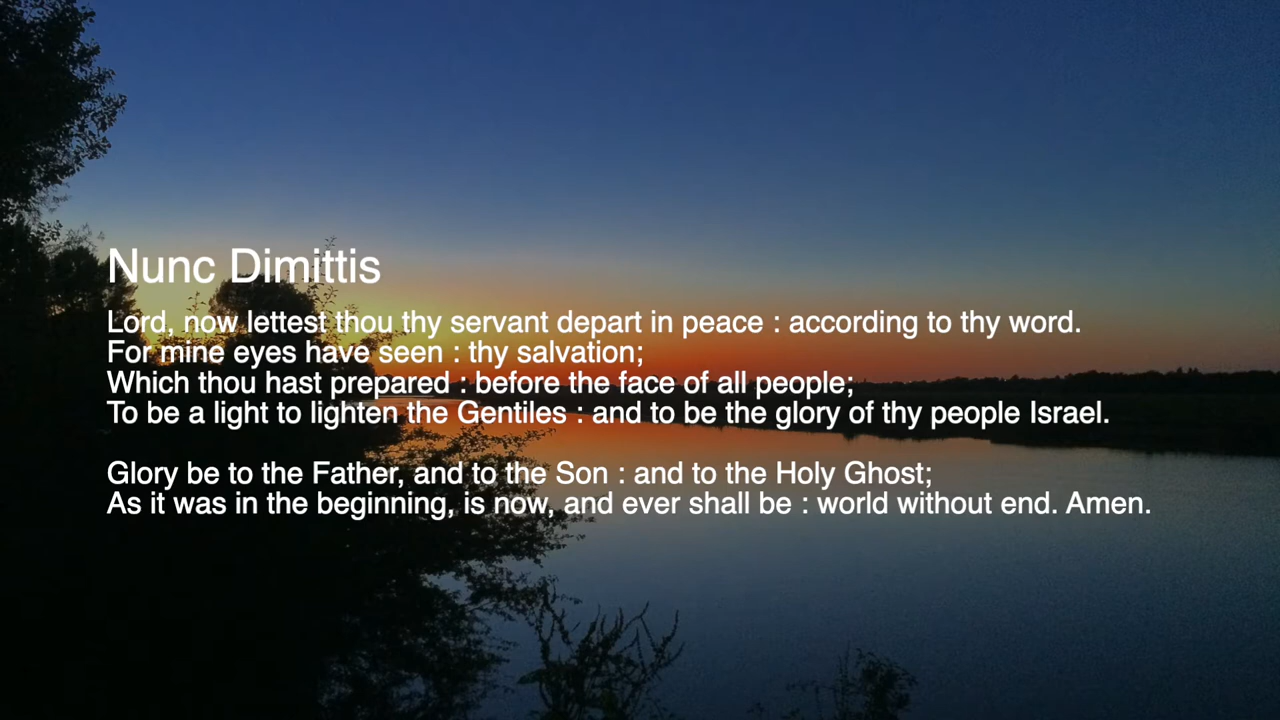 Nunc Dimittis
Lord, now lettest thou thy servant depart in peace : according to thy word.
For mine eyes have seen : thy salvation;
Which thou hast prepared : before the face of all people;
To be a light to lighten the Gentiles : and to be the glory of thy people Israel.
Glory be to the Father, and to the Son : and to the Holy Ghost;
As it was in the beginning, is now, and ever shall be : world without end. Amen.